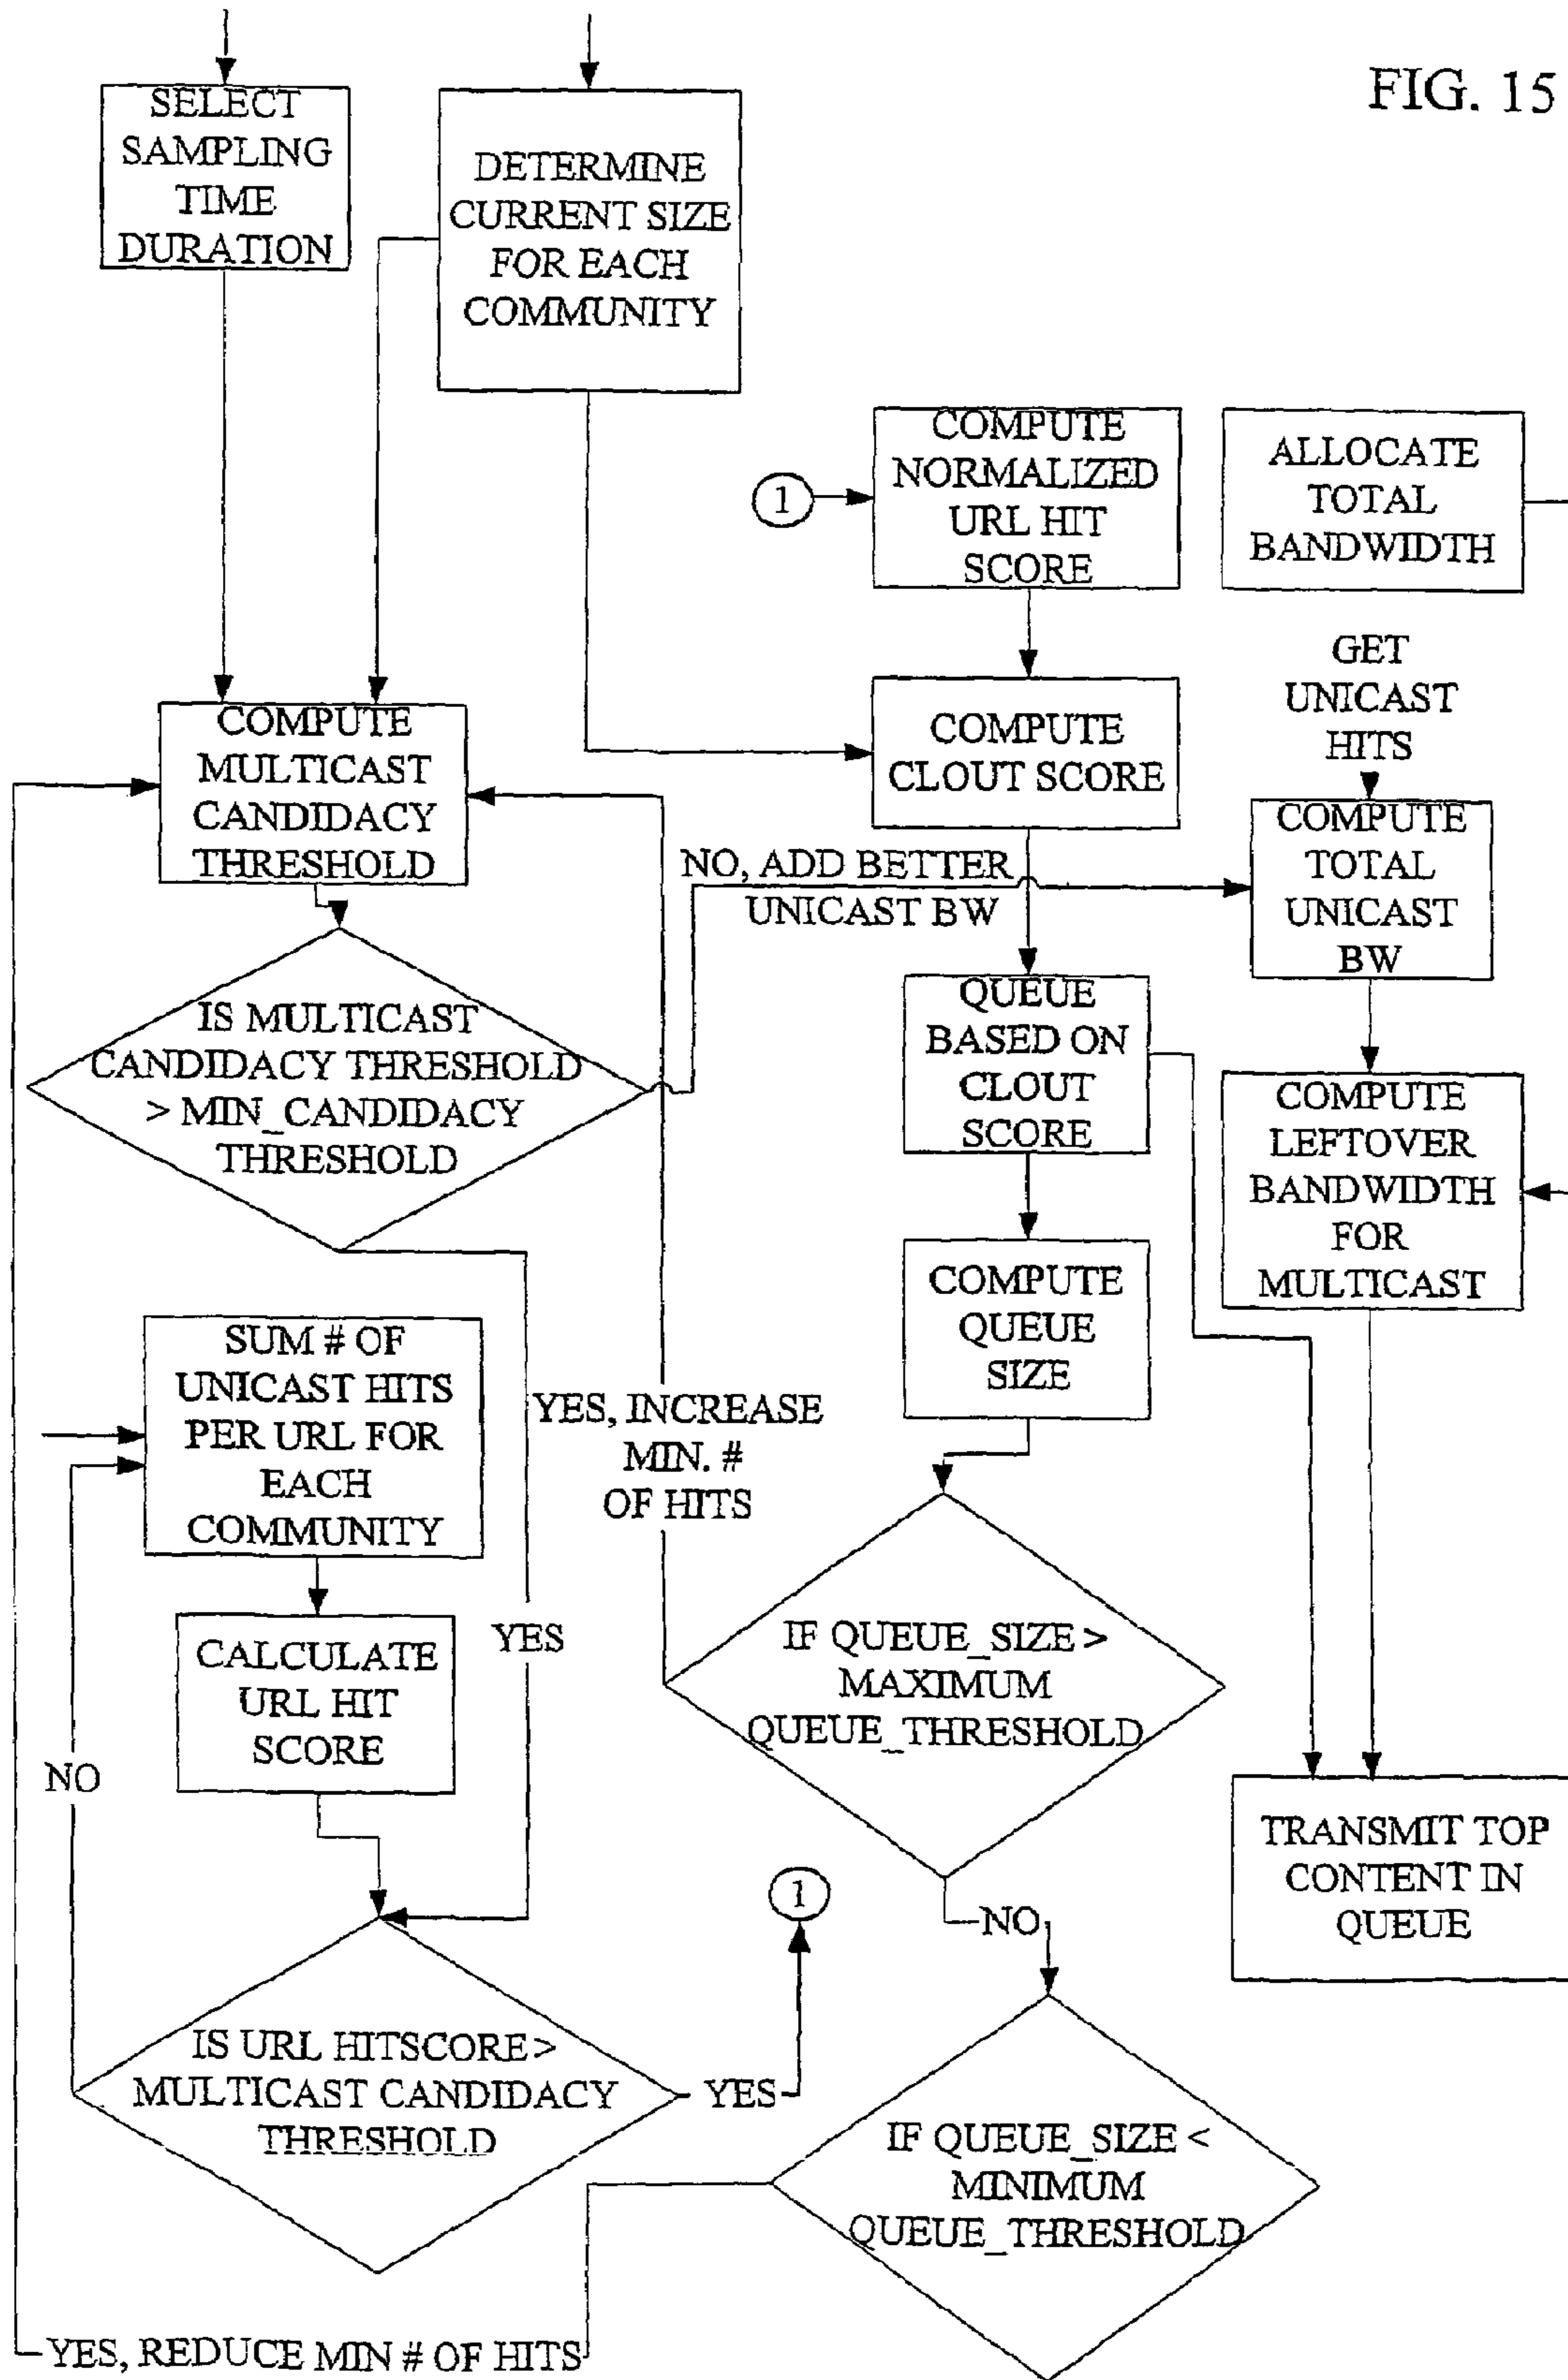 FIG. 15
SELECT
SAMPLING
TIME
DURATION
DETERMINE
CURRENT SIZE
FOR EACH
COMMUNITY
1
COMPUTE
NORMALIZED
URL HIT
SCORE
ALLOCATE
TOTAL
BANDWIDTH
GET
UNICAST
HITS
COMPUTE
MULTICAST
CANDIDACY
THRESHOLD
COMPUTE
CLOUT SCORE
NO, ADD BETTER
UNICAST BW
COMPUTE
TOTAL
UNICAST
BW
IS MULTICAST
CANDIDACY THRESHOLD
> MIN_CANDIDACY
THRESHOLD
QUEUE
BASED ON
CLOUT
SCORE
COMPUTE
LEFTOVER
BANDWIDTH
FOR
MULTICAST
COMPUTE
QUEUE
SIZE
SUM # OF
UNICAST HITS
PER URL FOR
EACH
COMMUNITY
YES, INCREASE
MIN. #
OF HITS
CALCULATE
URL HIT
SCORE
YES
NO
IF QUEUE_SIZE >
MAXIMUM
QUEUE_THRESHOLD
TRANSMIT TOP
CONTENT IN
QUEUE
1
NO
IS URL HITSCORE >
MULTICAST CANDIDACY
THRESHOLD
YES
IF QUEUE_SIZE <
MINIMUM
QUEUE_THRESHOLD
YES, REDUCE MIN # OF HITS